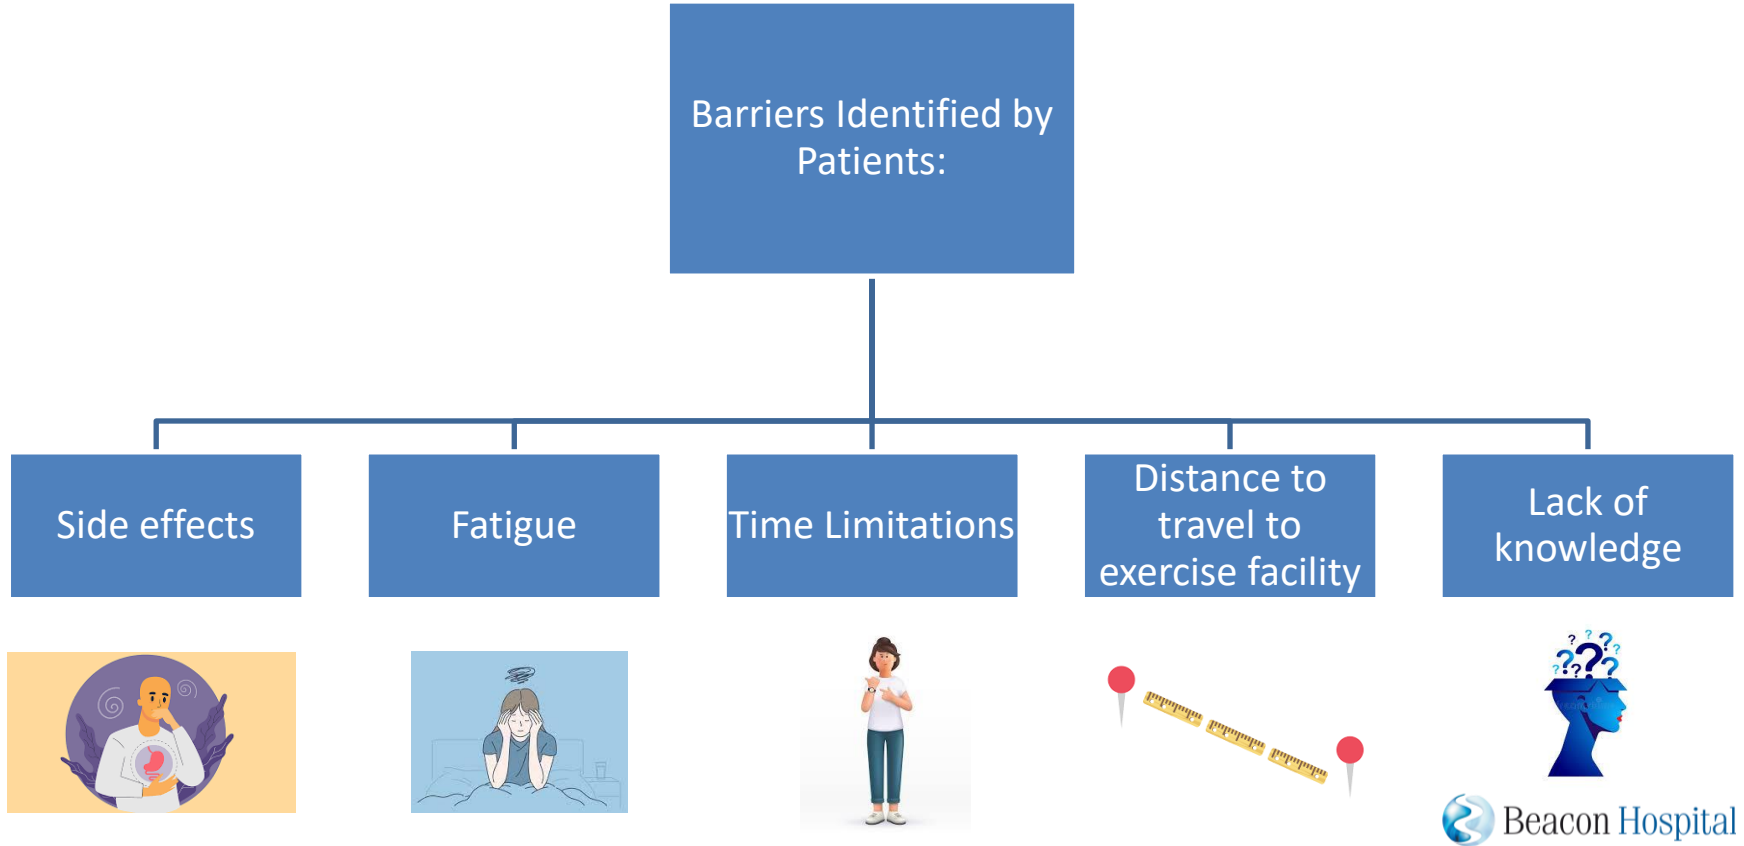 Barriers Identified by
Patients:
Side effects
Fatigue
Time Limitations
Distance to
travel to
exercise facility
Lack of
knowledge
? ? ?
? ? ? ?
? ? ?
Beacon Hospital